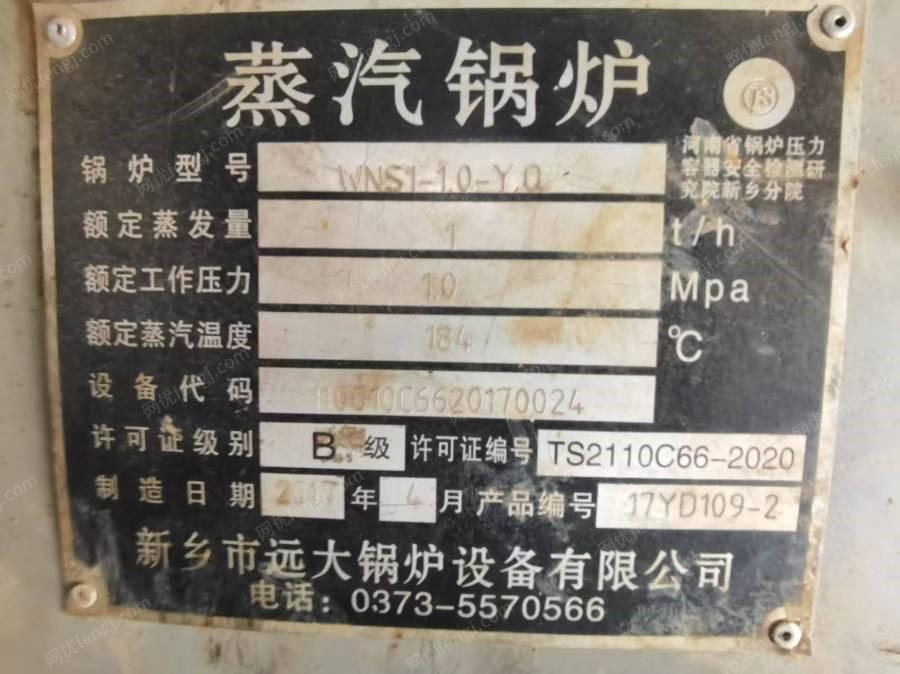 蒸汽锅炉
TS
河南省锅炉压力
容器安全检测研
究院新乡分院
锅炉型号 WNS1-1.0-Y.Q
额定蒸发量 1 t/h
额定工作压力 1.0 Mpa
额定蒸汽温度 184 ℃
设备代码 110010C6620170024
许可证级别 B 级 许可证编号 TS2110C66-2020
制造日期 2017 年 4 月 产品编号 17YD109-2
新乡市远大锅炉设备有限公司
电话：0373-5570566